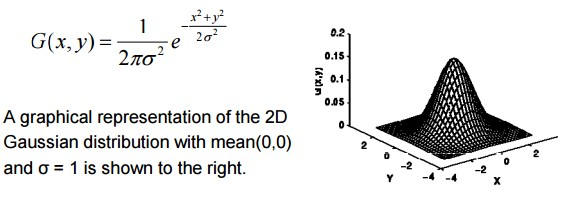 G(x, y) = 1/(2πσ²) e^(-(x²+y²)/(2σ²))
A graphical representation of the 2D
Gaussian distribution with mean(0,0)
and σ = 1 is shown to the right.
0.2
0.15
0.1
0.05
0
G(x,y)
2
0
-2
-4
Y
-4
-2
0
2
X